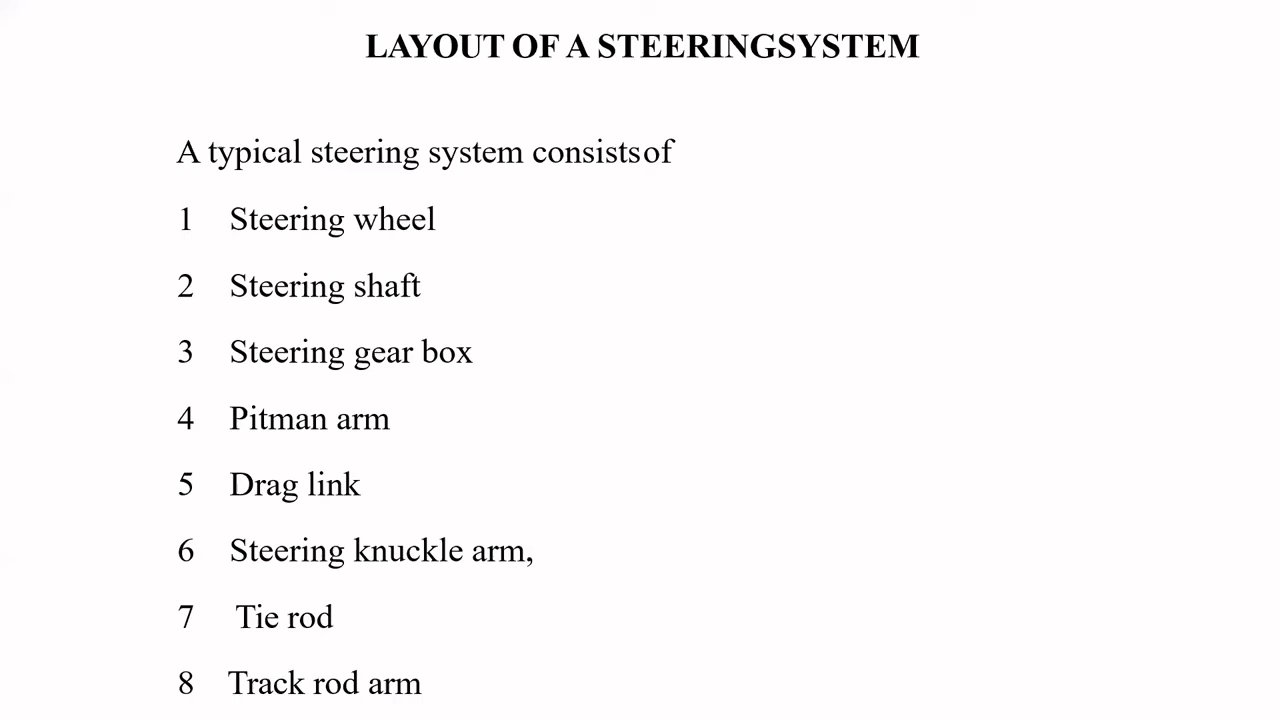 LAYOUT OF A STEERINGSYSTEM
A typical steering system consistsof
1 Steering wheel
2 Steering shaft
3 Steering gear box
4 Pitman arm
5 Drag link
6 Steering knuckle arm,
7 Tie rod
8 Track rod arm